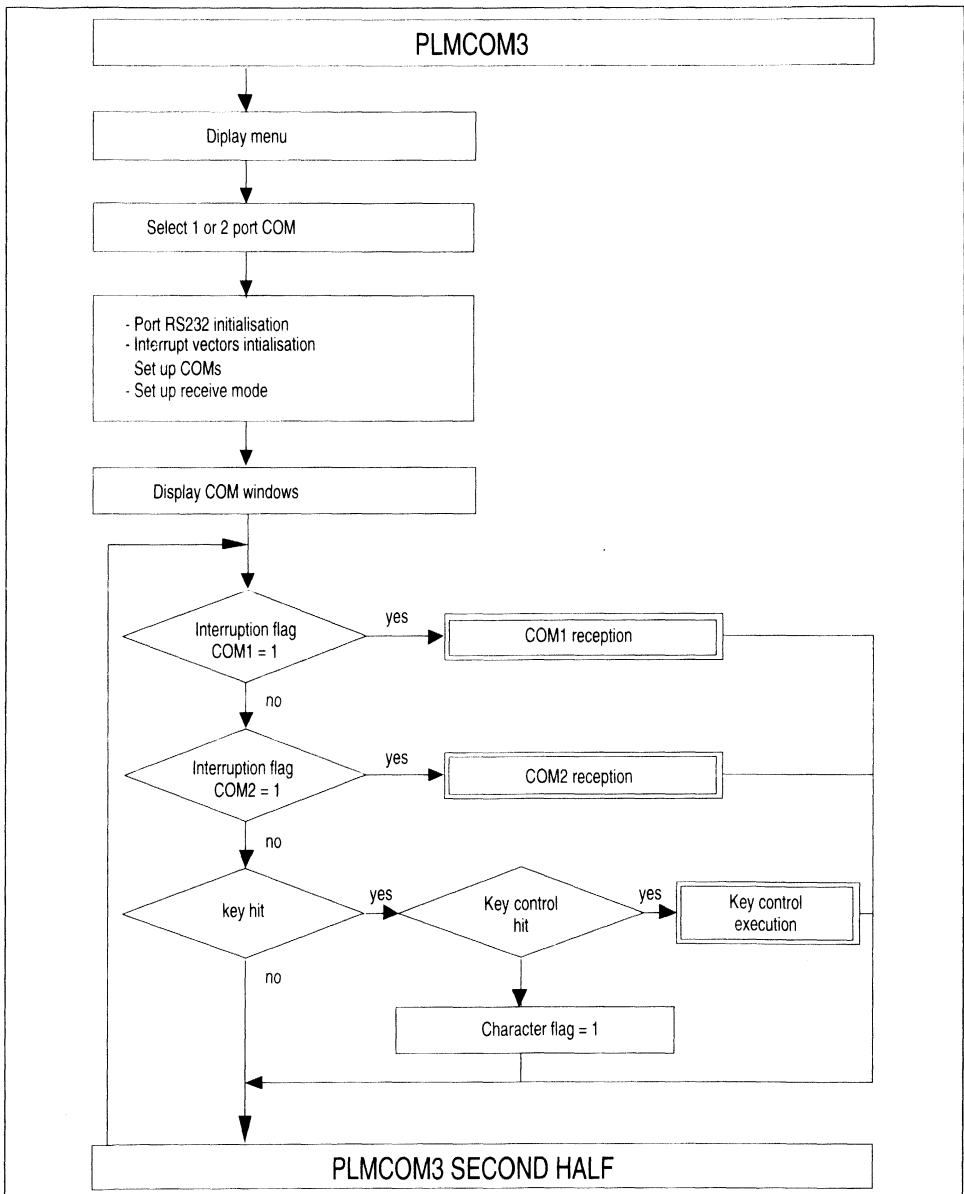 PLMCOM3
Diplay menu
Select 1 or 2 port COM
- Port RS232 initialisation
- Interrupt vectors intialisation
Set up COMs
- Set up receive mode
Display COM windows
Interruption flag
COM1 = 1
yes
COM1 reception
no
Interruption flag
COM2 = 1
yes
COM2 reception
no
key hit
yes
Key control
hit
yes
Key control
execution
no
Character flag = 1
PLMCOM3 SECOND HALF